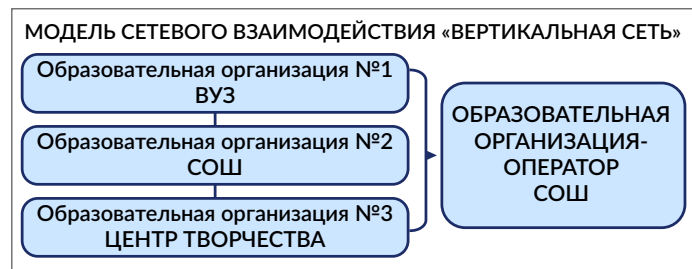 МОДЕЛЬ СЕТЕВОГО ВЗАИМОДЕЙСТВИЯ «ВЕРТИКАЛЬНАЯ СЕТЬ»
Образовательная организация №1
ВУЗ
Образовательная организация №2
СОШ
Образовательная организация №3
ЦЕНТР ТВОРЧЕСТВА
ОБРАЗОВАТЕЛЬНАЯ
ОРГАНИЗАЦИЯ-
ОПЕРАТОР
СОШ